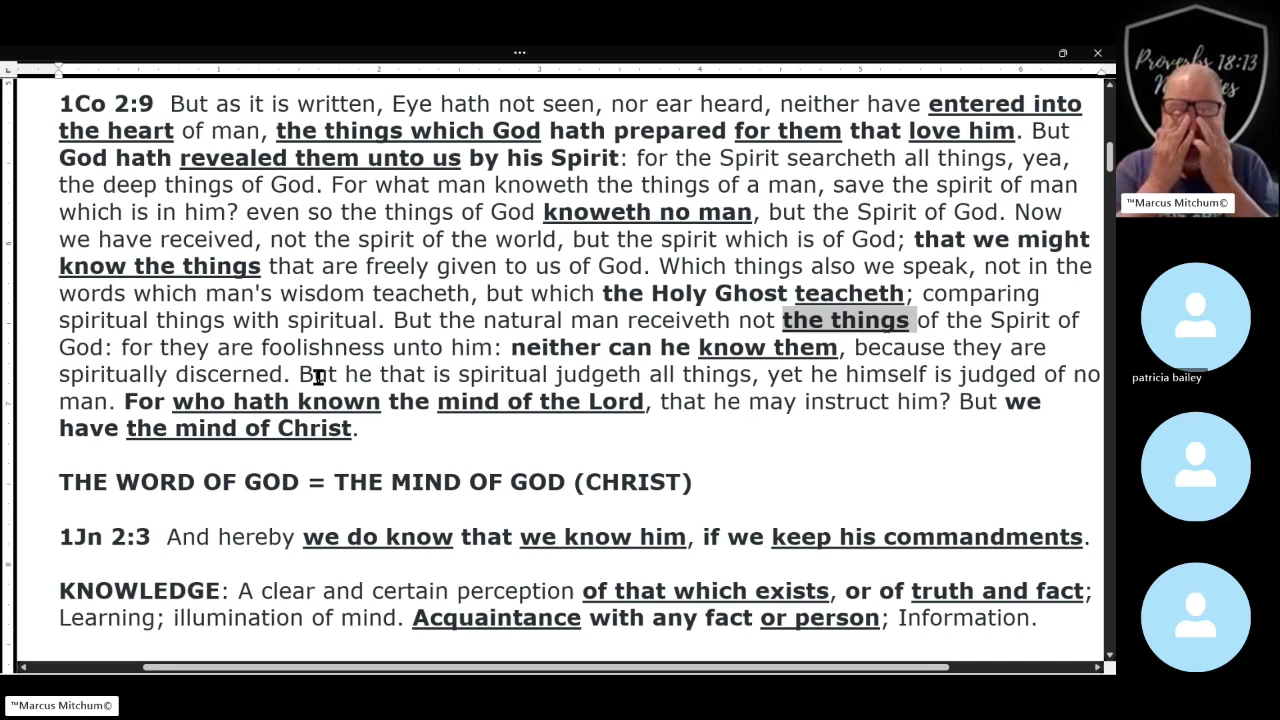 1Co 2:9 But as it is written, Eye hath not seen, nor ear heard, neither have entered into
the heart of man, the things which God hath prepared for them that love him. But
God hath revealed them unto us by his Spirit: for the Spirit searcheth all things, yea,
the deep things of God. For what man knoweth the things of a man, save the spirit of man
which is in him? even so the things of God knoweth no man, but the Spirit of God. Now
we have received, not the spirit of the world, but the spirit which is of God; that we might
know the things that are freely given to us of God. Which things also we speak, not in the
words which man's wisdom teacheth, but which the Holy Ghost teacheth; comparing
spiritual things with spiritual. But the natural man receiveth not the things of the Spirit of
God: for they are foolishness unto him: neither can he know them, because they are
spiritually discerned. But he that is spiritual judgeth all things, yet he himself is judged of no
man. For who hath known the mind of the Lord, that he may instruct him? But we
have the mind of Christ.
THE WORD OF GOD = THE MIND OF GOD (CHRIST)
1Jn 2:3 And hereby we do know that we know him, if we keep his commandments.
KNOWLEDGE: A clear and certain perception of that which exists, or of truth and fact;
Learning; illumination of mind. Acquaintance with any fact or person; Information.
Proverbs 18:13
™Marcus Mitchum©
patricia bailey
™Marcus Mitchum©